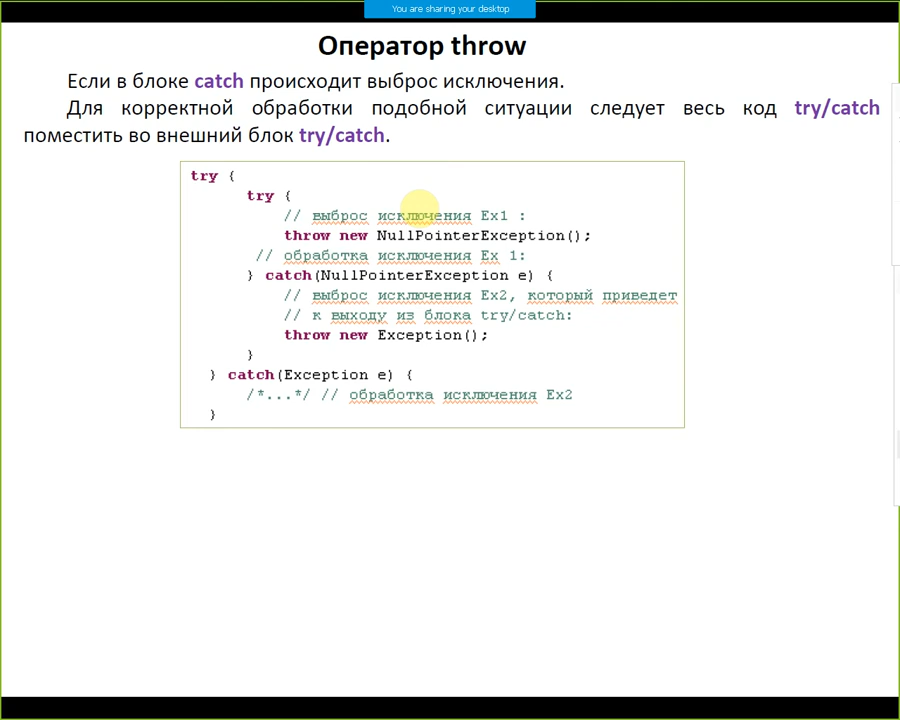 You are sharing your desktop
Оператор throw
Если в блоке catch происходит выброс исключения.
Для корректной обработки подобной ситуации следует весь код try/catch
поместить во внешний блок try/catch.
try {
try {
// выброс исключения Ex1 :
throw new NullPointerException();
// обработка исключения Ex 1:
} catch(NullPointerException e) {
// выброс исключения Ex2, который приведет
// к выходу из блока try/catch:
throw new Exception();
}
} catch(Exception e) {
/*...*/ // обработка исключения Ex2
}